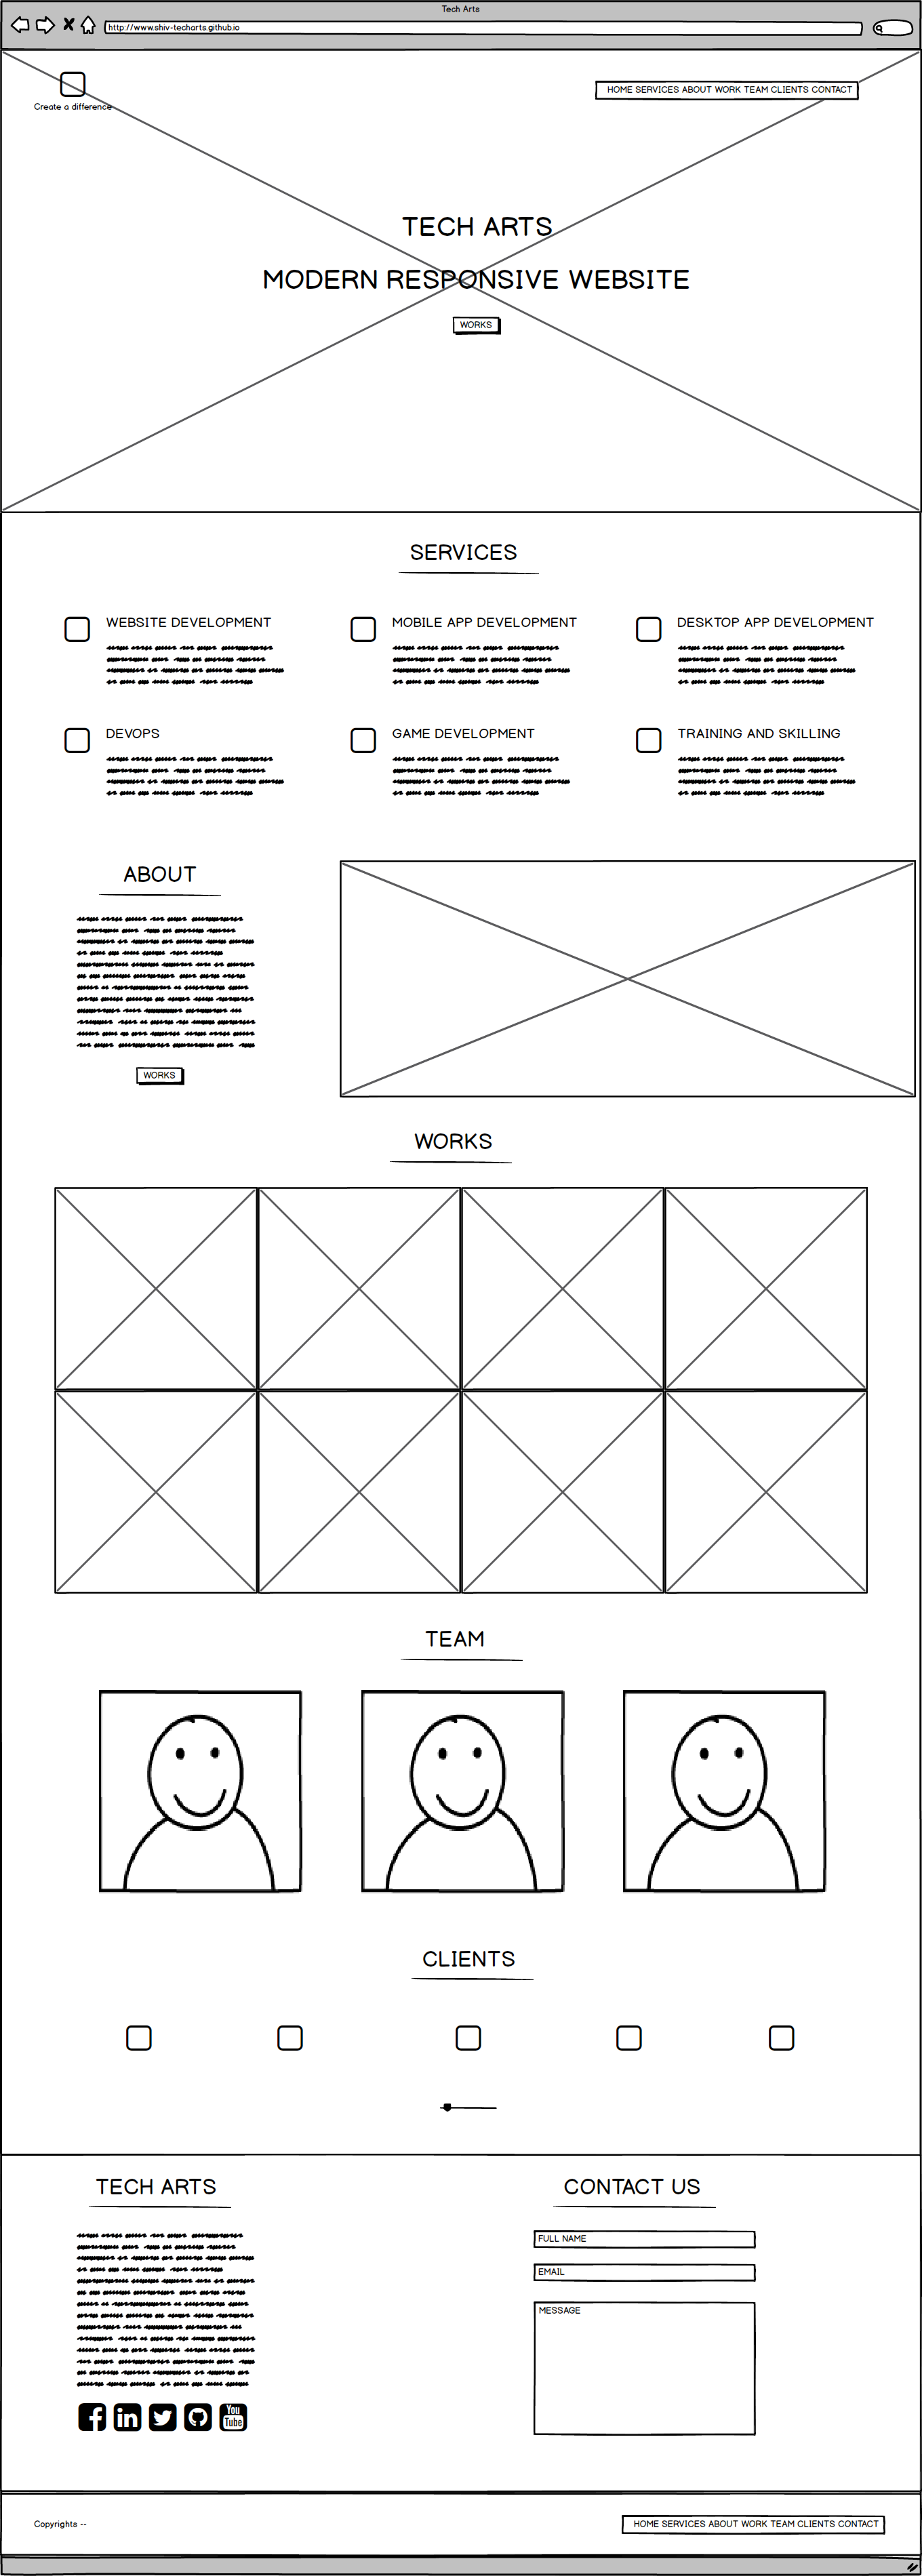 Tech Arts
http://www.shiv-techarts.github.io
Create a difference
HOME SERVICES ABOUT WORK TEAM CLIENTS CONTACT
TECH ARTS
MODERN RESPONSIVE WEBSITE
WORKS
SERVICES
WEBSITE DEVELOPMENT
MOBILE APP DEVELOPMENT
DESKTOP APP DEVELOPMENT
DEVOPS
GAME DEVELOPMENT
TRAINING AND SKILLING
ABOUT
WORKS
WORKS
TEAM
CLIENTS
TECH ARTS
CONTACT US
FULL NAME
EMAIL
MESSAGE
in
You
Tube
Copyrights --
HOME SERVICES ABOUT WORK TEAM CLIENTS CONTACT